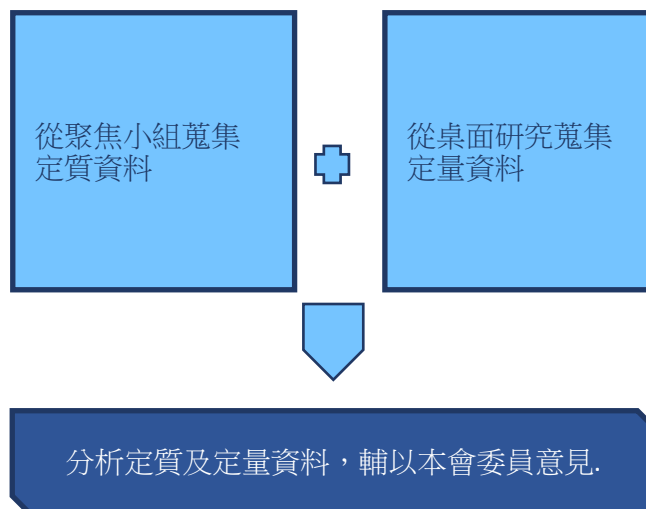 從聚焦小組蒐集
定質資料
從桌面研究蒐集
定量資料
分析定質及定量資料，輔以本會委員意見.